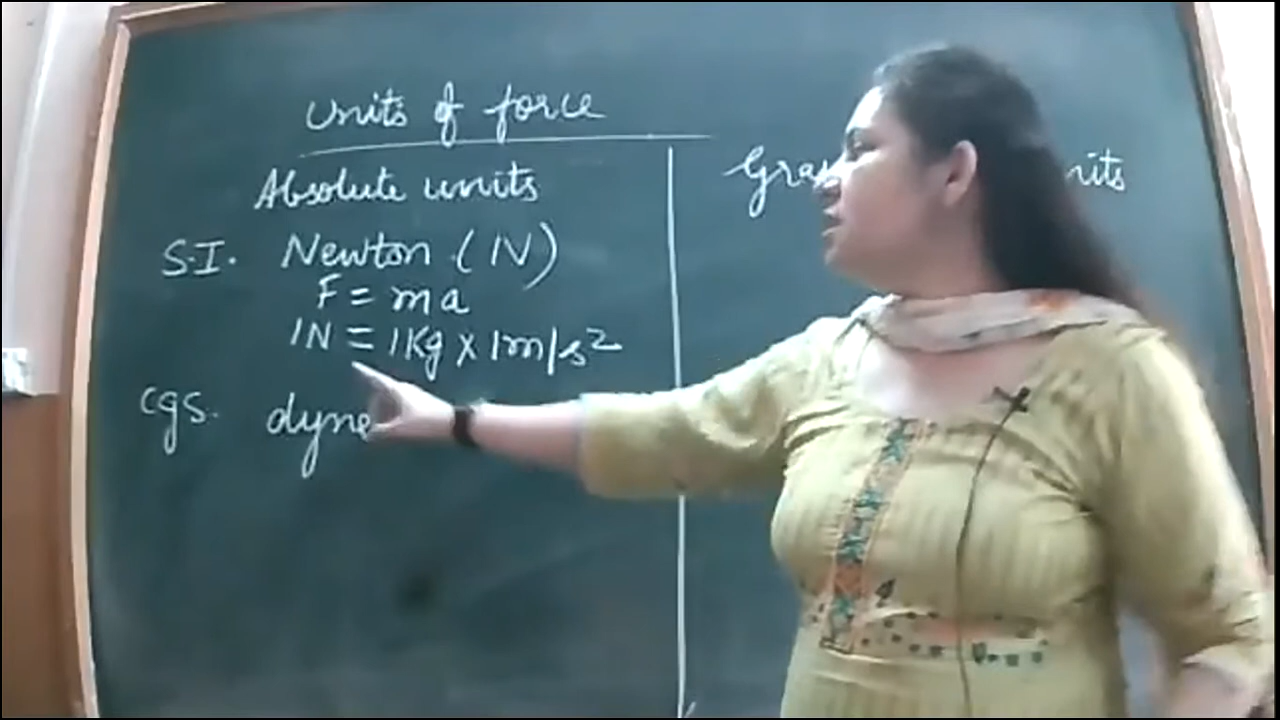 Units of force
Absolute units
S.I. Newton (N)
F = ma
1N = 1Kg x 1m/s²
cgs. dyne